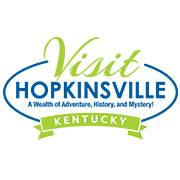 Visit
HOPKINSVILLE
A Wealth of Adventure, History, and Mystery!
KENTUCKY